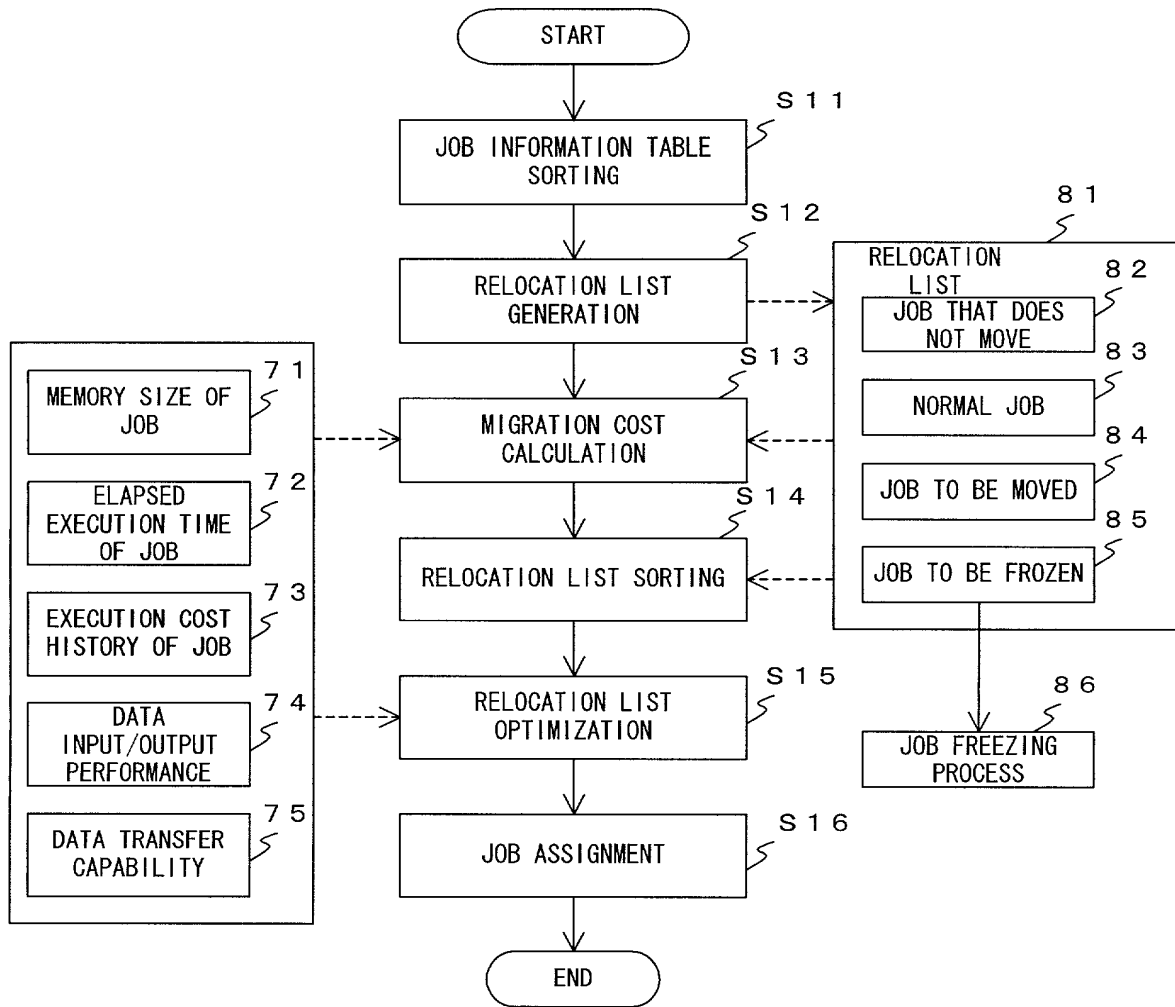 START
S11
JOB INFORMATION TABLE
SORTING
S12
RELOCATION LIST
GENERATION
S13
MIGRATION COST
CALCULATION
S14
RELOCATION LIST SORTING
S15
RELOCATION LIST
OPTIMIZATION
S16
JOB ASSIGNMENT
END
71
MEMORY SIZE OF
JOB
72
ELAPSED
EXECUTION TIME
OF JOB
73
EXECUTION COST
HISTORY OF JOB
74
DATA
INPUT/OUTPUT
PERFORMANCE
75
DATA TRANSFER
CAPABILITY
81
RELOCATION
LIST
82
JOB THAT DOES
NOT MOVE
83
NORMAL JOB
84
JOB TO BE MOVED
85
JOB TO BE FROZEN
86
JOB FREEZING
PROCESS